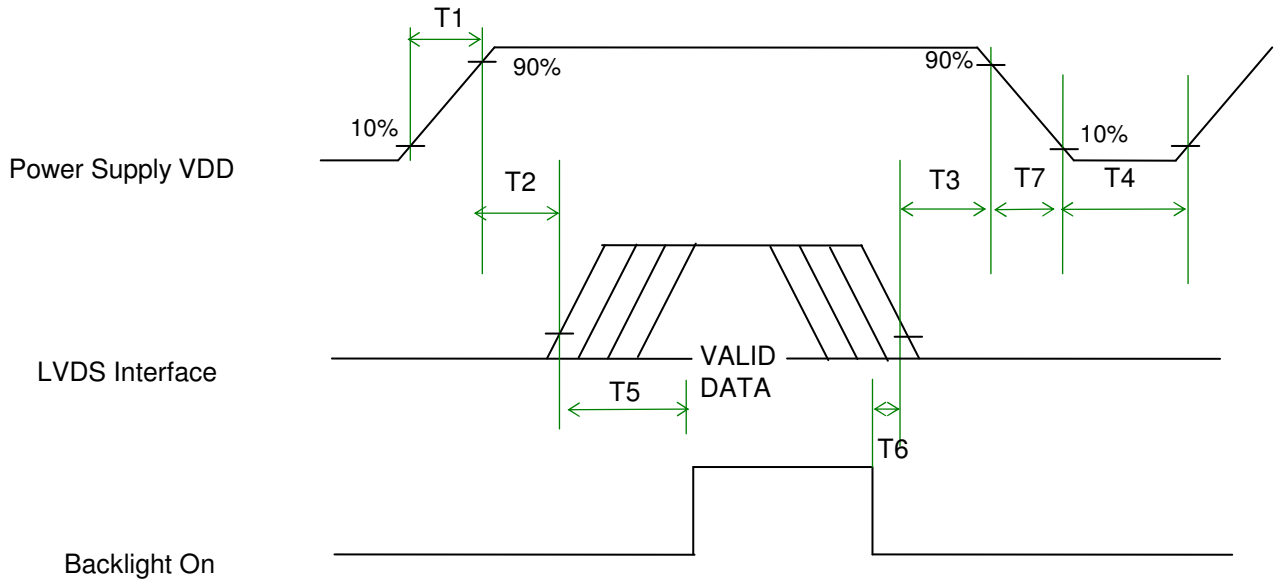 T1
90%
90%
10%
10%
Power Supply VDD
T2
T3
T7
T4
VALID
DATA
LVDS Interface
T5
T6
Backlight On